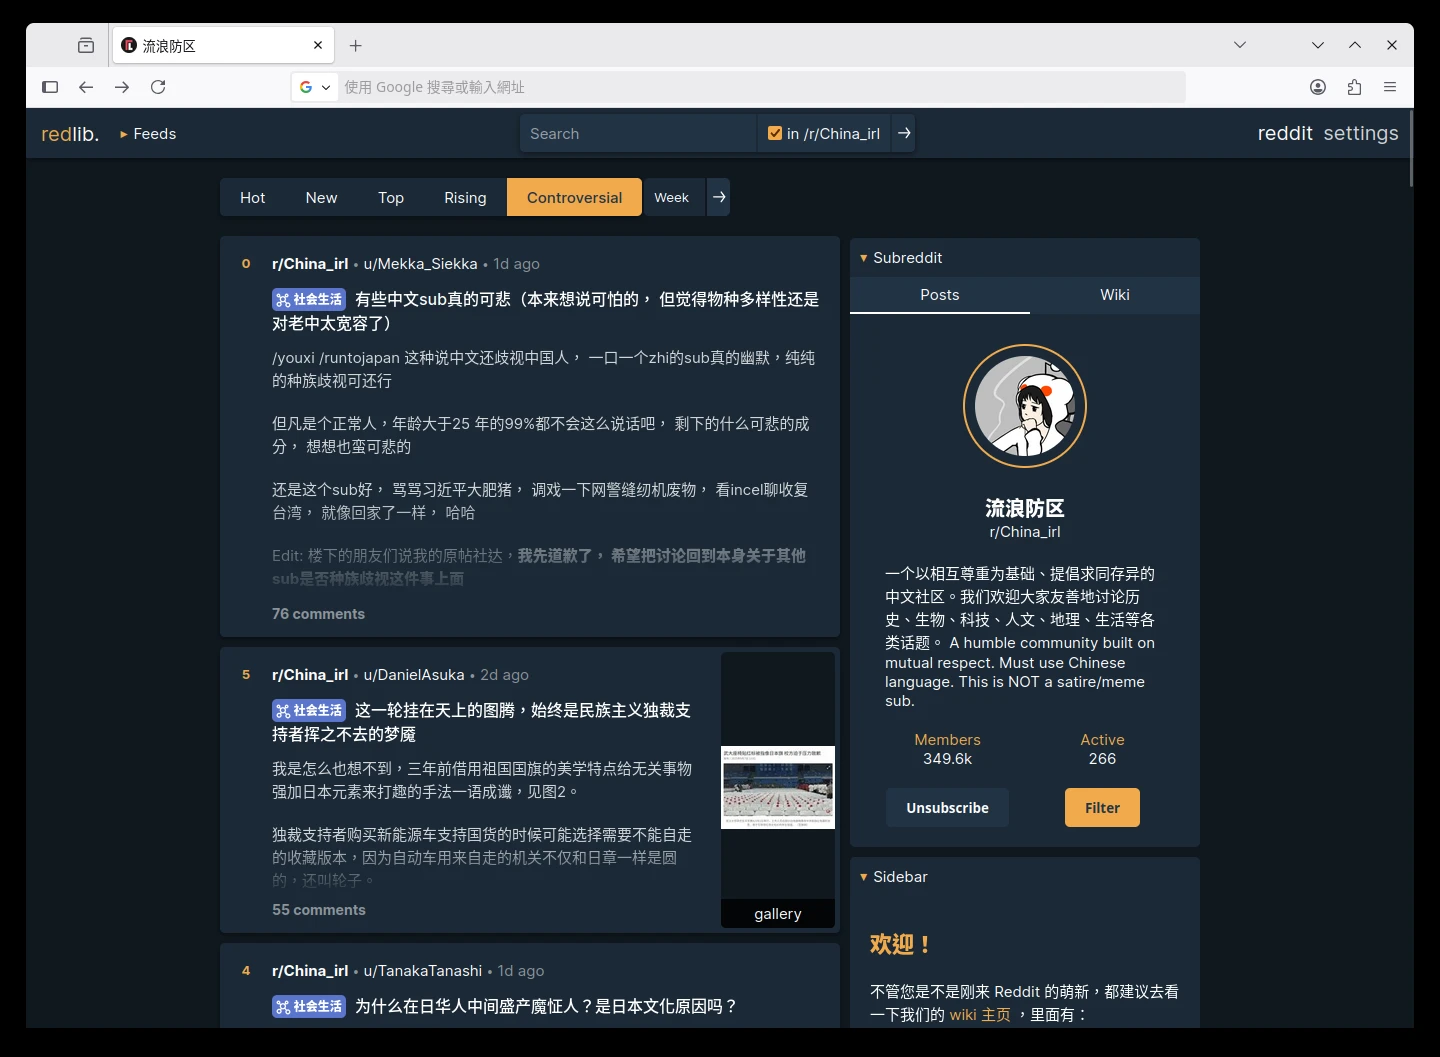 流浪防区
使用 Google 搜尋或輸入網址
redlib.
Feeds
Search
in /r/China_irl
reddit settings
Hot
New
Top
Rising
Controversial
Week
0
r/China_irl • u/Mekka_Siekka • 1d ago
社会生活 有些中文sub真的可悲（本来想说可怕的， 但觉得物种多样性还是
对老中太宽容了）
/youxi /runtojapan 这种说中文还歧视中国人， 一口一个zhi的sub真的幽默，纯纯
的种族歧视可还行
但凡是个正常人，年龄大于25 年的99%都不会这么说话吧， 剩下的什么可悲的成
分， 想想也蛮可悲的
还是这个sub好， 骂骂习近平大肥猪， 调戏一下网警缝纫机废物， 看incel聊收复
台湾， 就像回家了一样， 哈哈
Edit: 楼下的朋友们说我的原帖社达，我先道歉了， 希望把讨论回到本身关于其他
sub是否种族歧视这件事上面
76 comments
5
r/China_irl • u/DanielAsuka • 2d ago
社会生活 这一轮挂在天上的图腾，始终是民族主义独裁支
持者挥之不去的梦魇
我是怎么也想不到，三年前借用祖国国旗的美学特点给无关事物
强加日本元素来打趣的手法一语成谶，见图2。
独裁支持者购买新能源车支持国货的时候可能选择需要不能自走
的收藏版本，因为自动车用来自走的机关不仅和日章一样是圆
的，还叫轮子。
55 comments
gallery
4
r/China_irl • u/TanakaTanashi • 1d ago
社会生活 为什么在日华人中间盛产魔怔人？是日本文化原因吗？
Subreddit
Posts
Wiki
流浪防区
r/China_irl
一个以相互尊重为基础、提倡求同存异的
中文社区。我们欢迎大家友善地讨论历
史、生物、科技、人文、地理、生活等各
类话题。 A humble community built on
mutual respect. Must use Chinese
language. This is NOT a satire/meme
sub.
Members
Active
349.6k
266
Unsubscribe
Filter
Sidebar
欢迎！
不管您是不是刚来 Reddit 的萌新，都建议去看
一下我们的 wiki 主页 ，里面有：